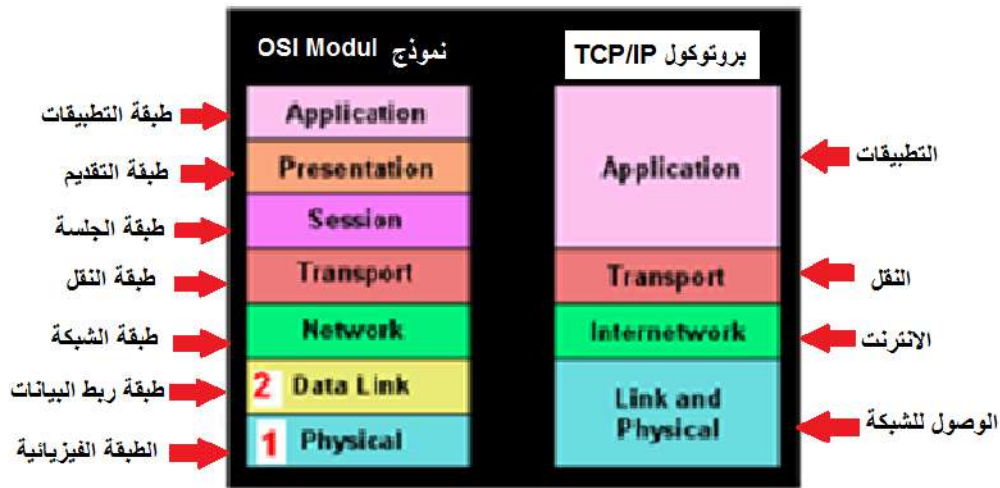 نموذج OSI Modul
بروتوكول TCP/IP
طبقة التطبيقات
Application
طبقة التقديم
Presentation
طبقة الجلسة
Session
Application
التطبيقات
طبقة النقل
Transport
Transport
النقل
طبقة الشبكة
Network
Internetwork
الانترنت
طبقة ربط البيانات
2 Data Link
الطبقة الفيزيائية
1 Physical
Link and
Physical
الوصول للشبكة